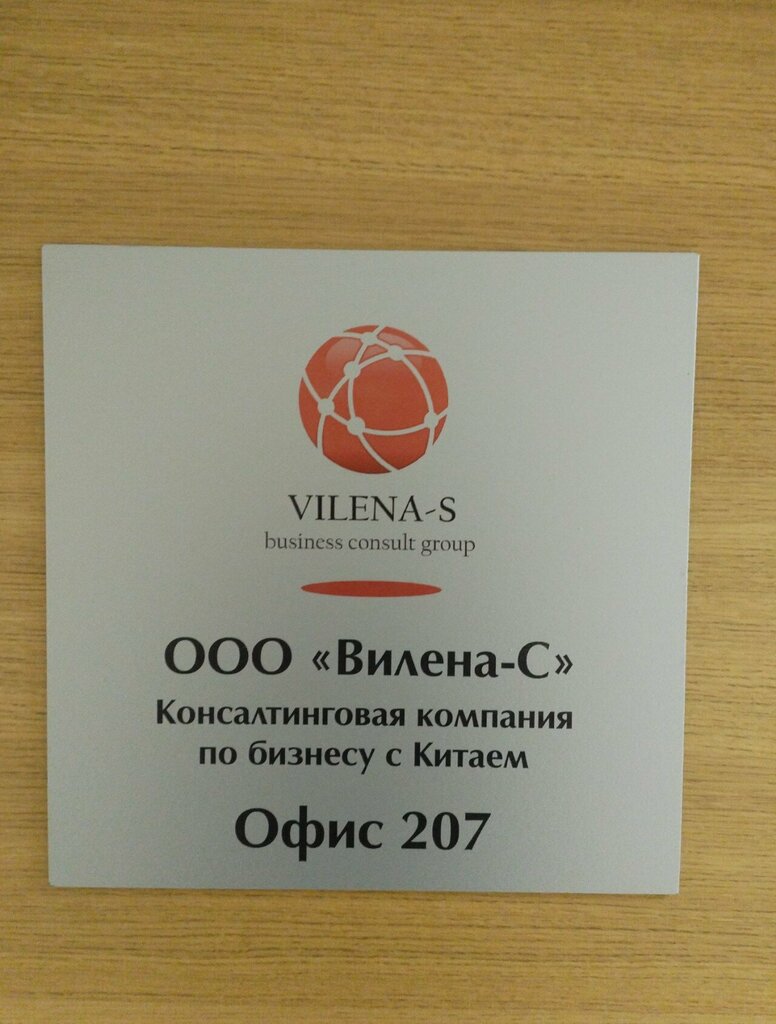 VILENA-S
business consult group
ООО «Вилена-С»
Консалтинговая компания
по бизнесу с Китаем
Офис 207